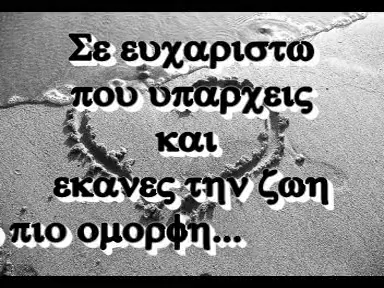 Σε ευχαριστω
που υπαρχεις
και
εκανες την ζωη
πιο ομορφη...